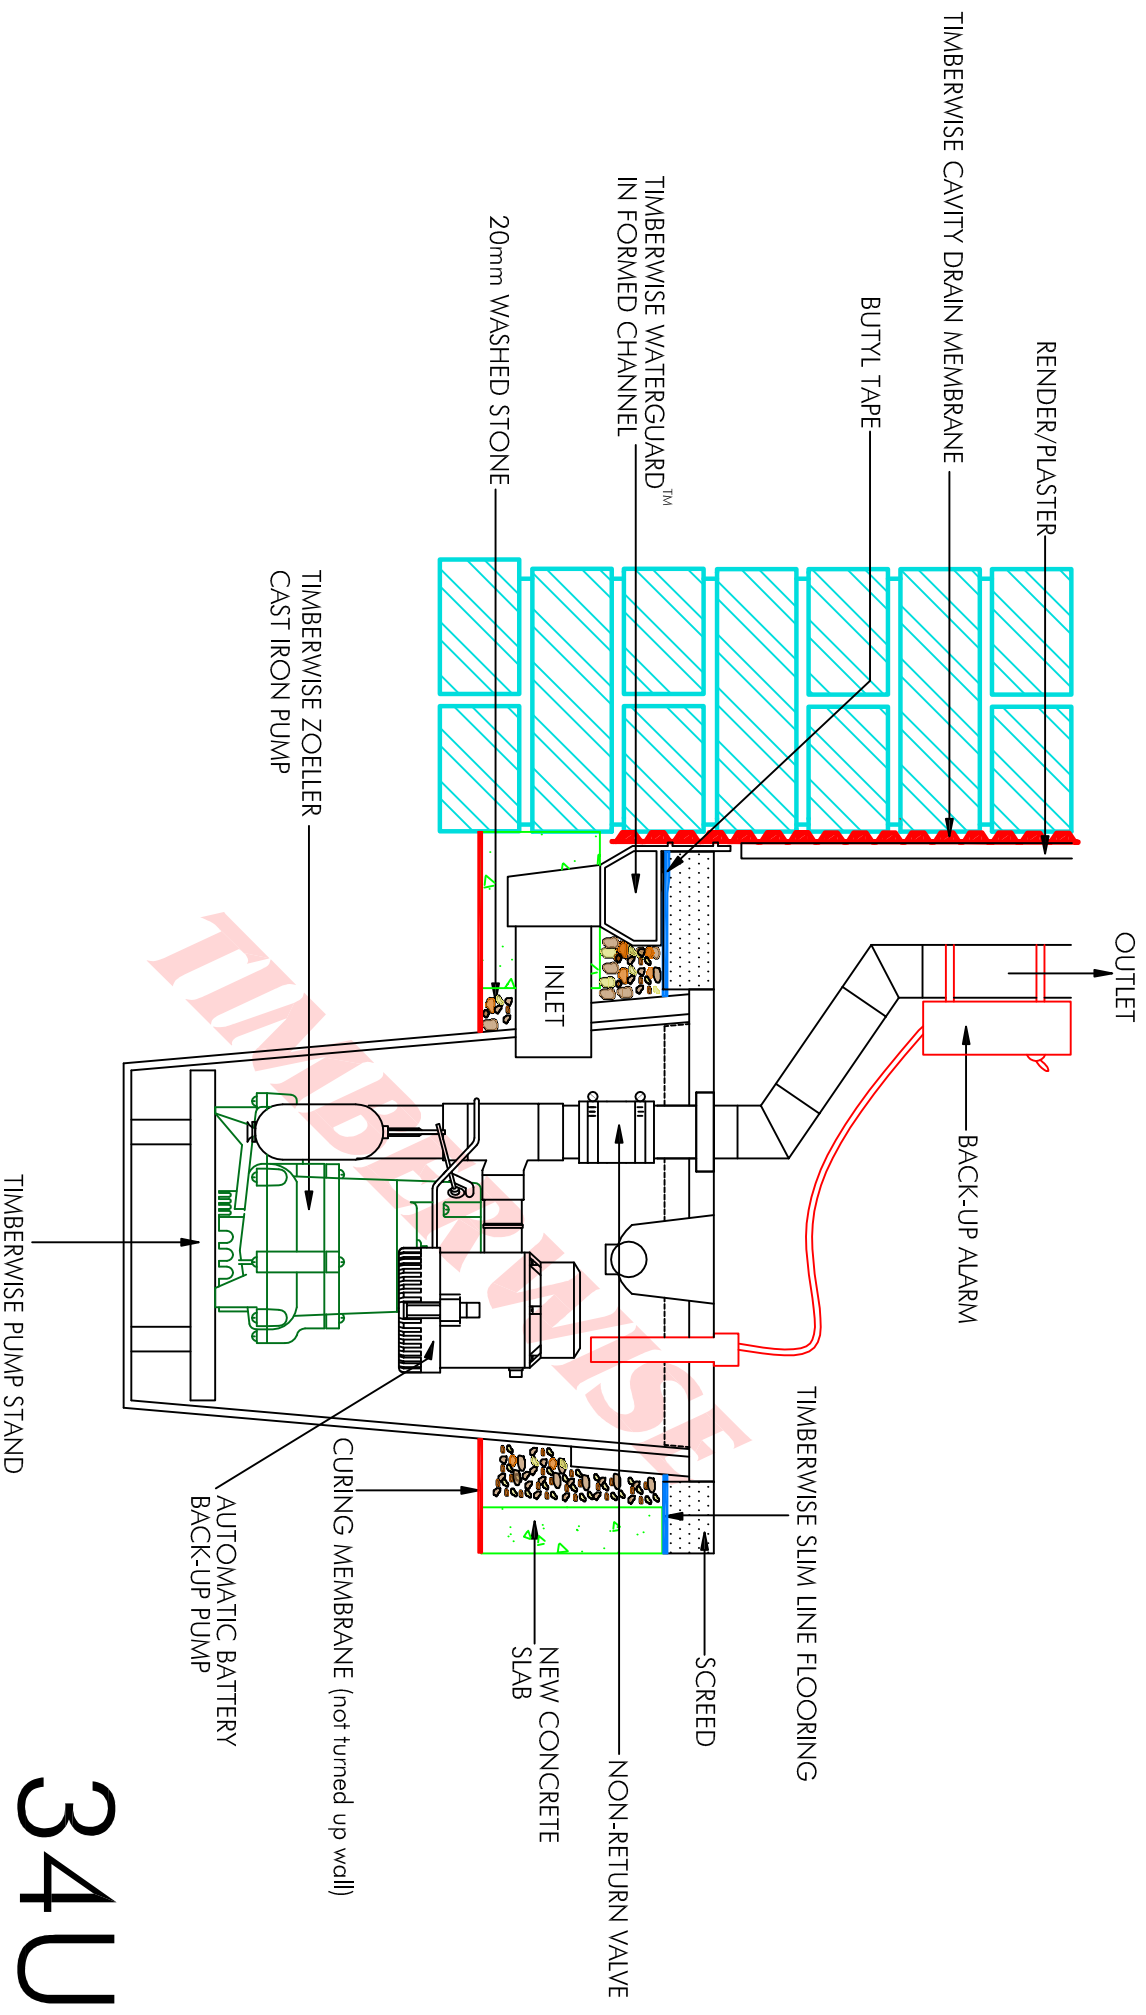 RENDER/PLASTER
TIMBERWISE CAVITY DRAIN MEMBRANE
BUTYL TAPE
TIMBERWISE WATERGUARD™
IN FORMED CHANNEL
20mm WASHED STONE
TIMBERWISE ZOELLER
CAST IRON PUMP
OUTLET
BACK-UP ALARM
INLET
TIMBERWISE
TIMBERWISE SLIM LINE FLOORING
SCREED
NON-RETURN VALVE
NEW CONCRETE
SLAB
CURING MEMBRANE (not turned up wall)
AUTOMATIC BATTERY
BACK-UP PUMP
TIMBERWISE PUMP STAND
34U